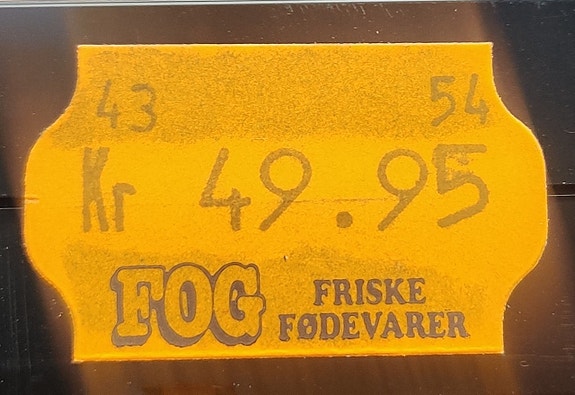 43 54
Kr 49.95
FOG FRISKE
FØDEVARER